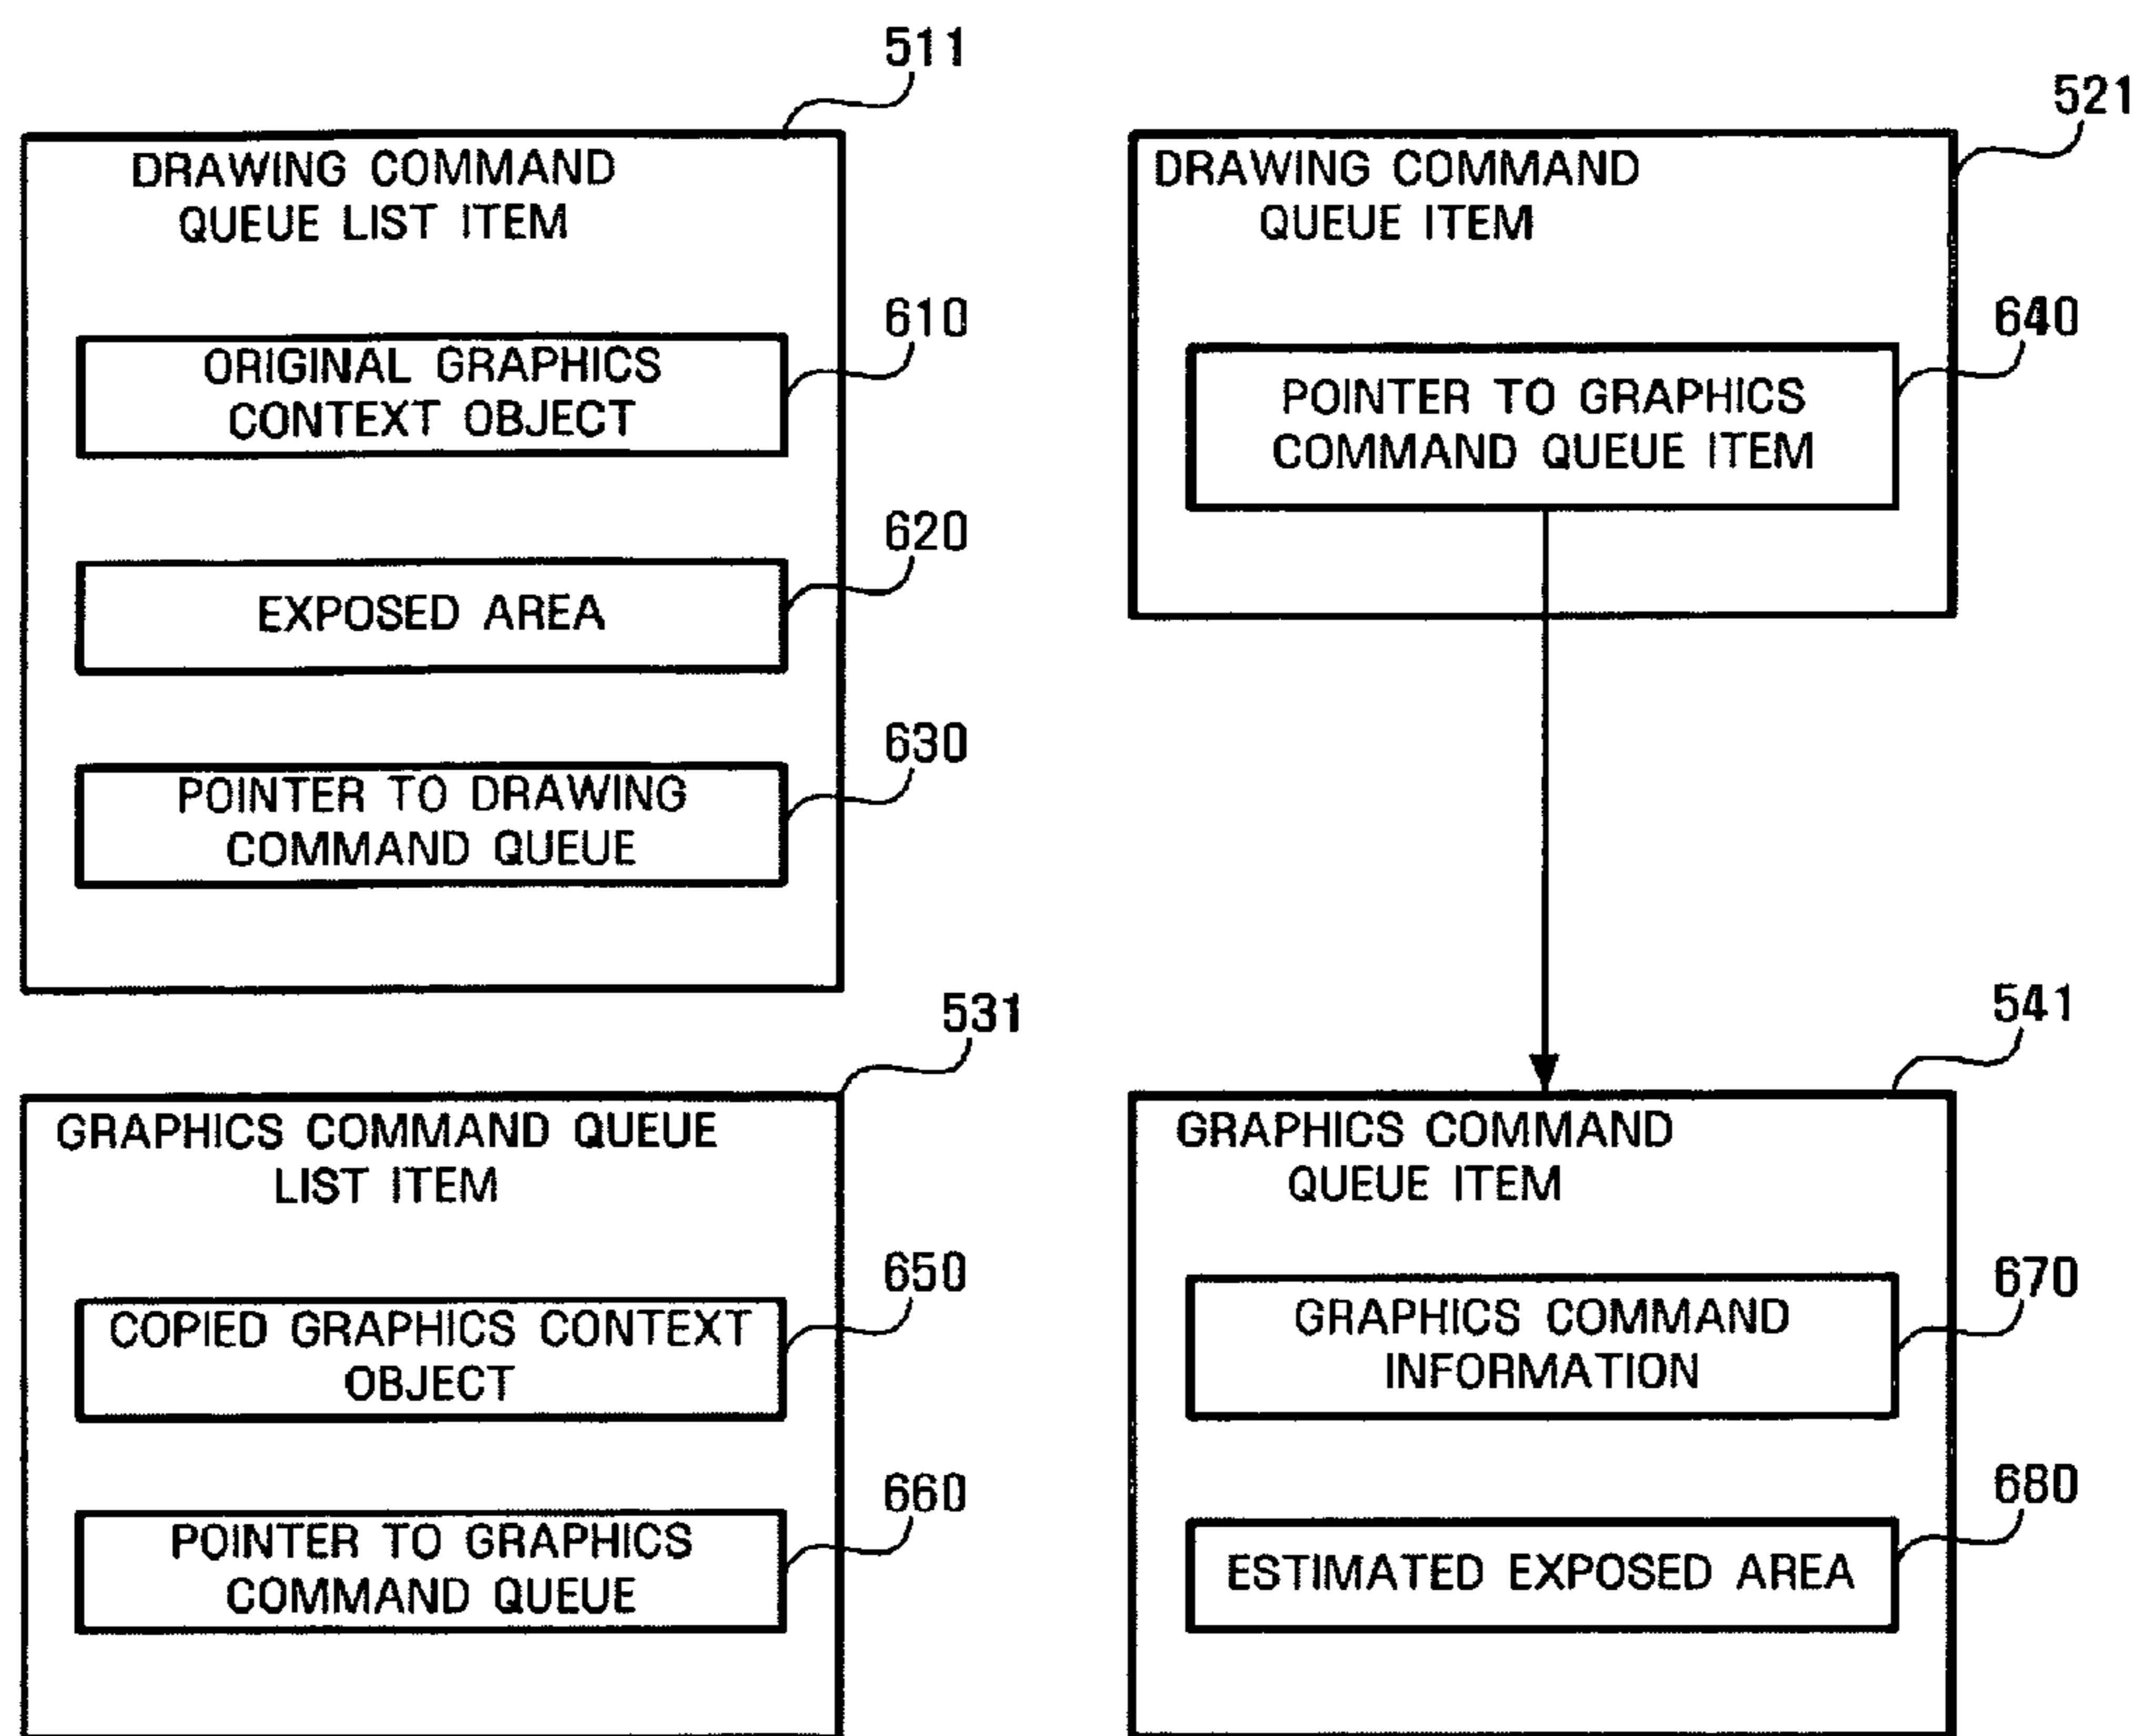 511
DRAWING COMMAND
QUEUE LIST ITEM
610
ORIGINAL GRAPHICS
CONTEXT OBJECT
620
EXPOSED AREA
630
POINTER TO DRAWING
COMMAND QUEUE
521
DRAWING COMMAND
QUEUE ITEM
640
POINTER TO GRAPHICS
COMMAND QUEUE ITEM
531
GRAPHICS COMMAND QUEUE
LIST ITEM
650
COPIED GRAPHICS CONTEXT
OBJECT
660
POINTER TO GRAPHICS
COMMAND QUEUE
541
GRAPHICS COMMAND
QUEUE ITEM
670
GRAPHICS COMMAND
INFORMATION
680
ESTIMATED EXPOSED AREA